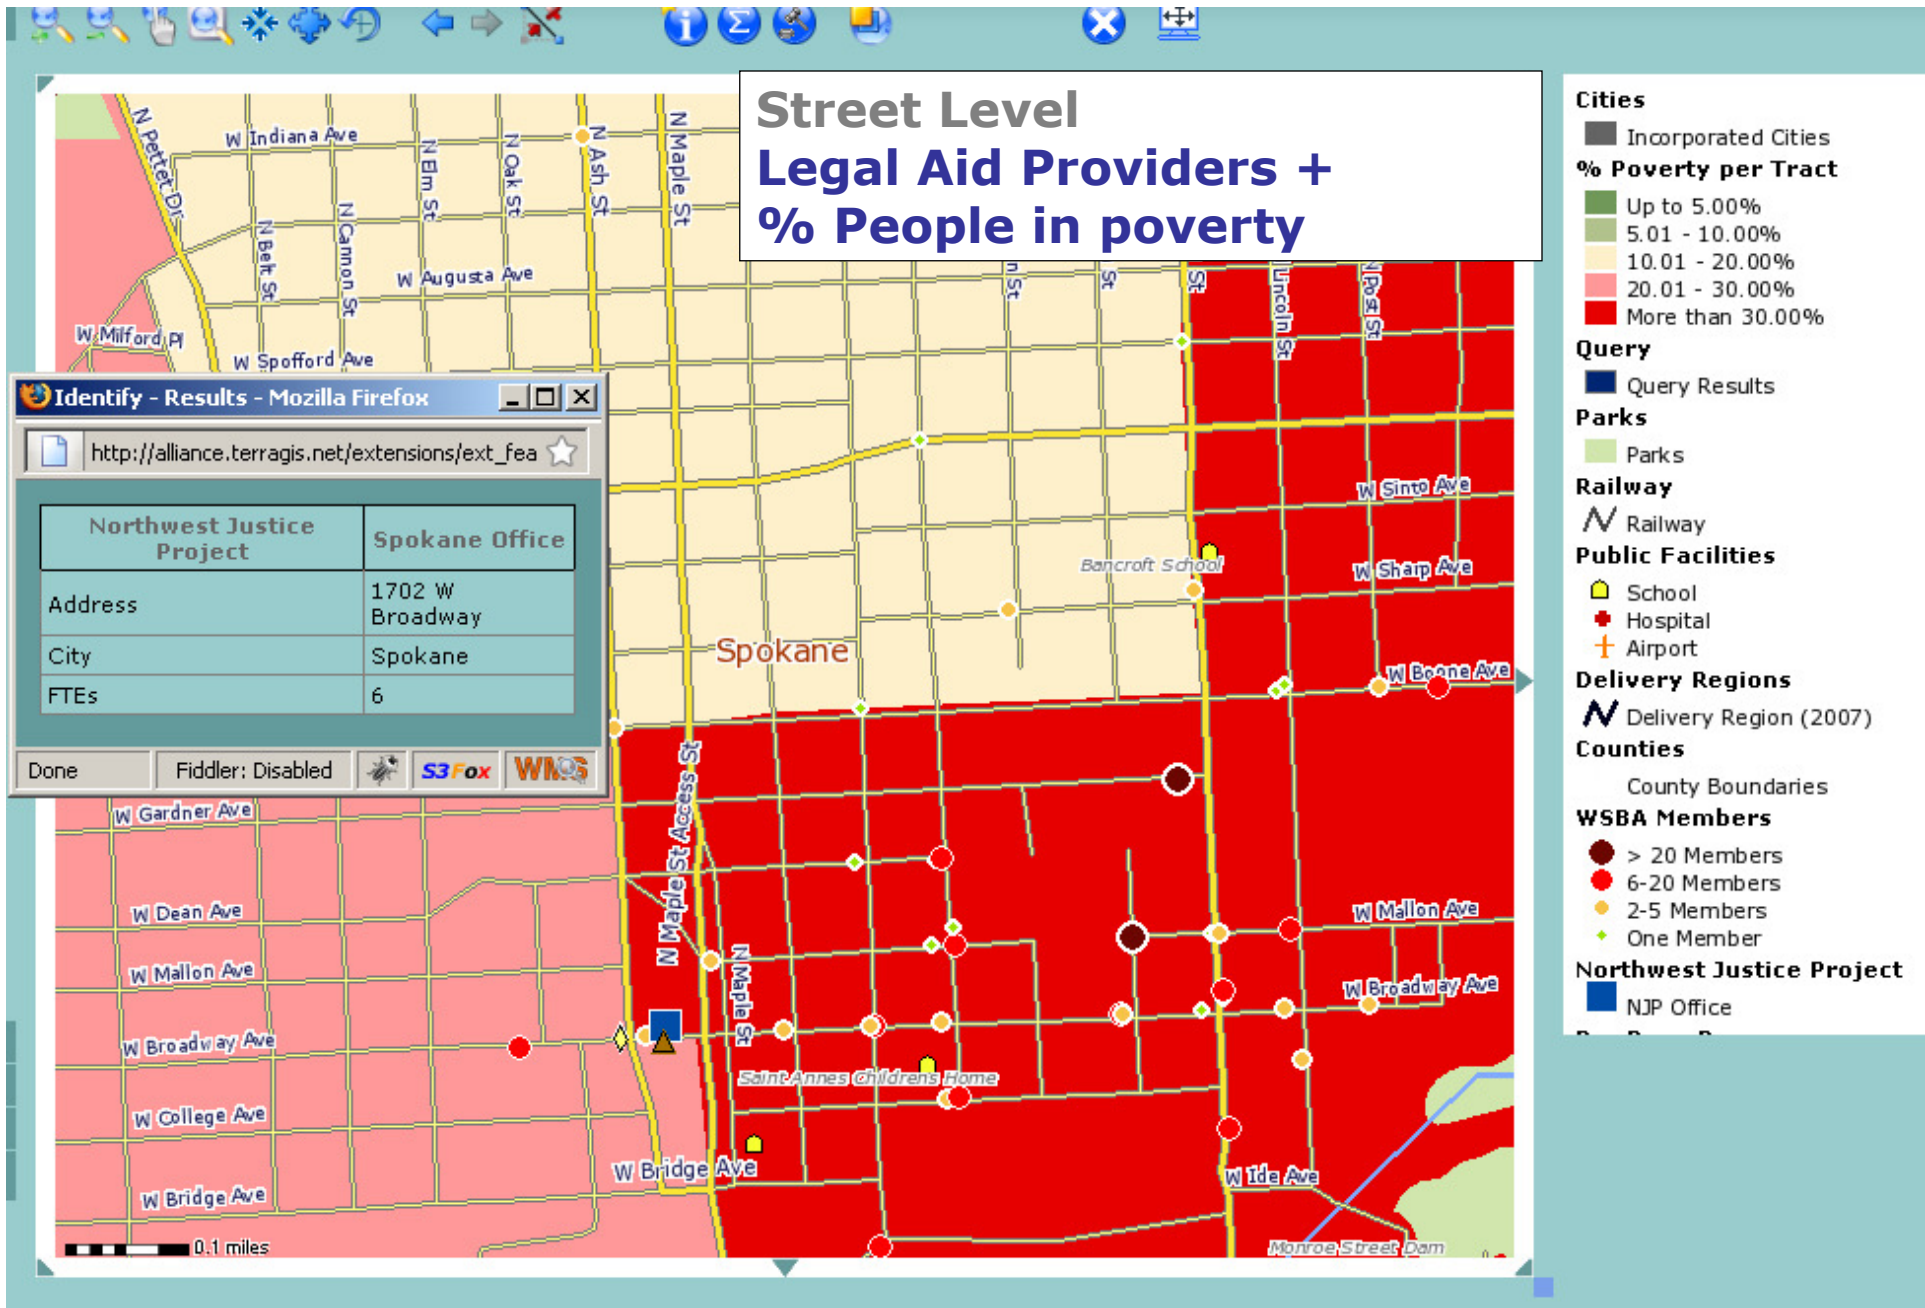 Street Level
Legal Aid Providers +
% People in poverty
N Pettet Dr
W Indiana Ave
N Belt St
N Cannon St
N Elm St
N Oak St
N Ash St
N Maple St
W Augusta Ave
W Milford Pl
W Spofford Ave
St
St
N Lincoln St
N Post St
W Sinto Ave
Bancroft School
W Sharp Ave
Spokane
W Boone Ave
Identify - Results - Mozilla Firefox
http://alliance.terragis.net/extensions/ext_fea
Northwest Justice Project
Spokane Office
Address
1702 W Broadway
City
Spokane
FTEs
6
Done
Fiddler: Disabled
S3Fox
WMS
W Gardner Ave
N Maple St Access St
W Dean Ave
W Mallon Ave
W Mallon Ave
N Maple St
W Broadway Ave
W Broadway Ave
Saint Annes Children's Home
W College Ave
W Bridge Ave
W Bridge Ave
W Ide Ave
Monroe Street Dam
0.1 miles
Cities
Incorporated Cities
% Poverty per Tract
Up to 5.00%
5.01 - 10.00%
10.01 - 20.00%
20.01 - 30.00%
More than 30.00%
Query
Query Results
Parks
Parks
Railway
Railway
Public Facilities
School
Hospital
Airport
Delivery Regions
Delivery Region (2007)
Counties
County Boundaries
WSBA Members
> 20 Members
6-20 Members
2-5 Members
One Member
Northwest Justice Project
NJP Office